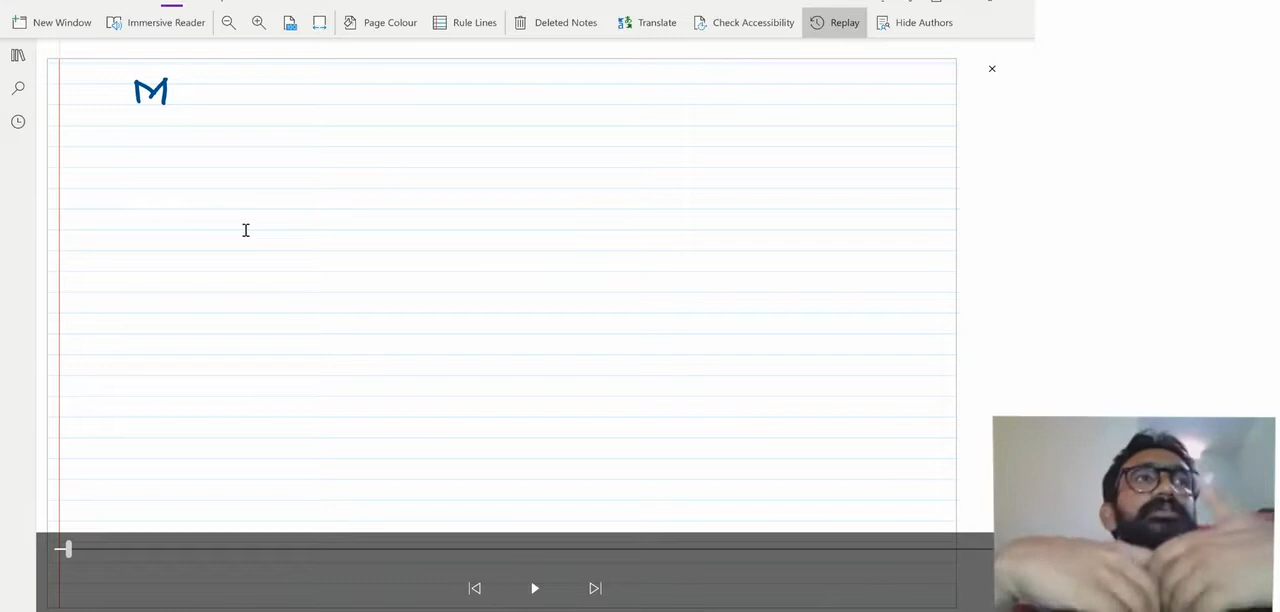 New Window Immersive Reader Page Colour Rule Lines Deleted Notes Translate Check Accessibility Replay Hide Authors
M